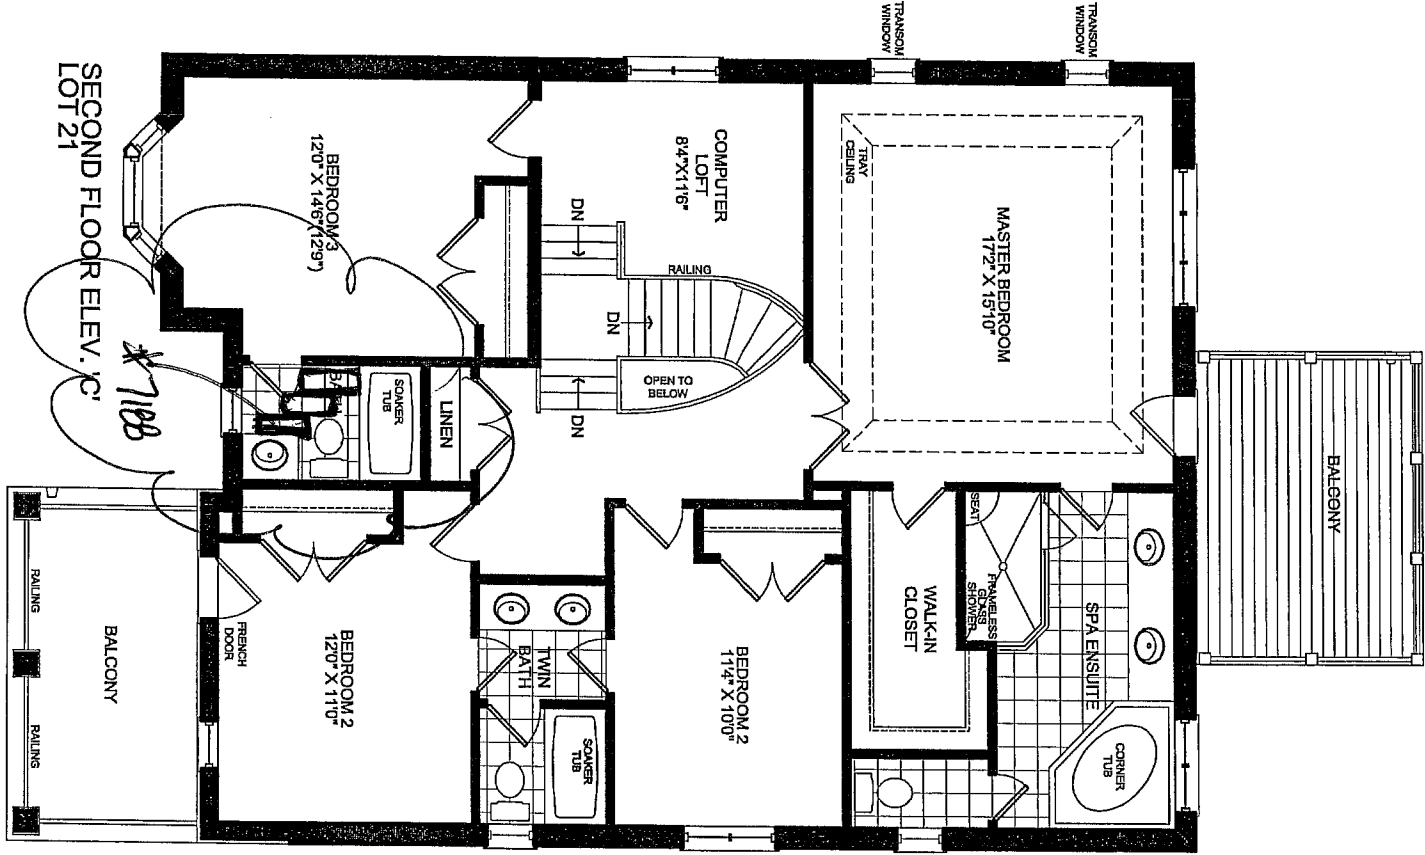 TRANSOM
WINDOW
TRANSOM
WINDOW
SECOND FLOOR ELEV. 'C'
LOT 21
BEDROOM 3
12'0" X 14'6"(12'9")
COMPUTER
LOFT
8'4"X11'6"
TRAY
CEILING
MASTER BEDROOM
17'2" X 15'10"
DN
RAILING
DN
OPEN TO
BELOW
DN
BALCONY
SOAKER
TUB
LINEN
SEAT
FRAMELESS
GLASS
SHOWER
SPA ENSUITE
WALK-IN
CLOSET
RAILING
BALCONY
FRENCH
DOOR
BEDROOM 2
12'0" X 11'0"
TWIN
BATH
BEDROOM 2
11'4" X 10'0"
RAILING
SOAKER
TUB
CORNER
TUB